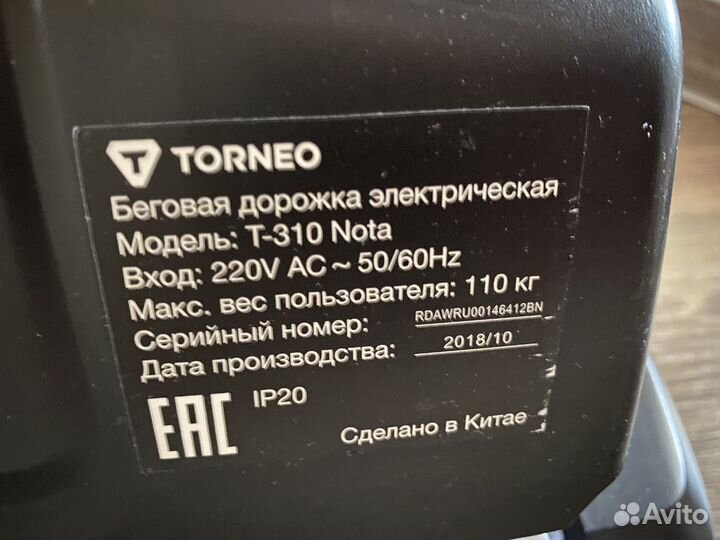 TORNEO
Беговая дорожка электрическая
Модель: T-310 Nota
Вход: 220V AC ~ 50/60Hz
Макс. вес пользователя: 110 кг
Серийный номер: RDAWRU00146412BN
Дата производства: 2018/10
EAC IP20
Сделано в Китае
Avito